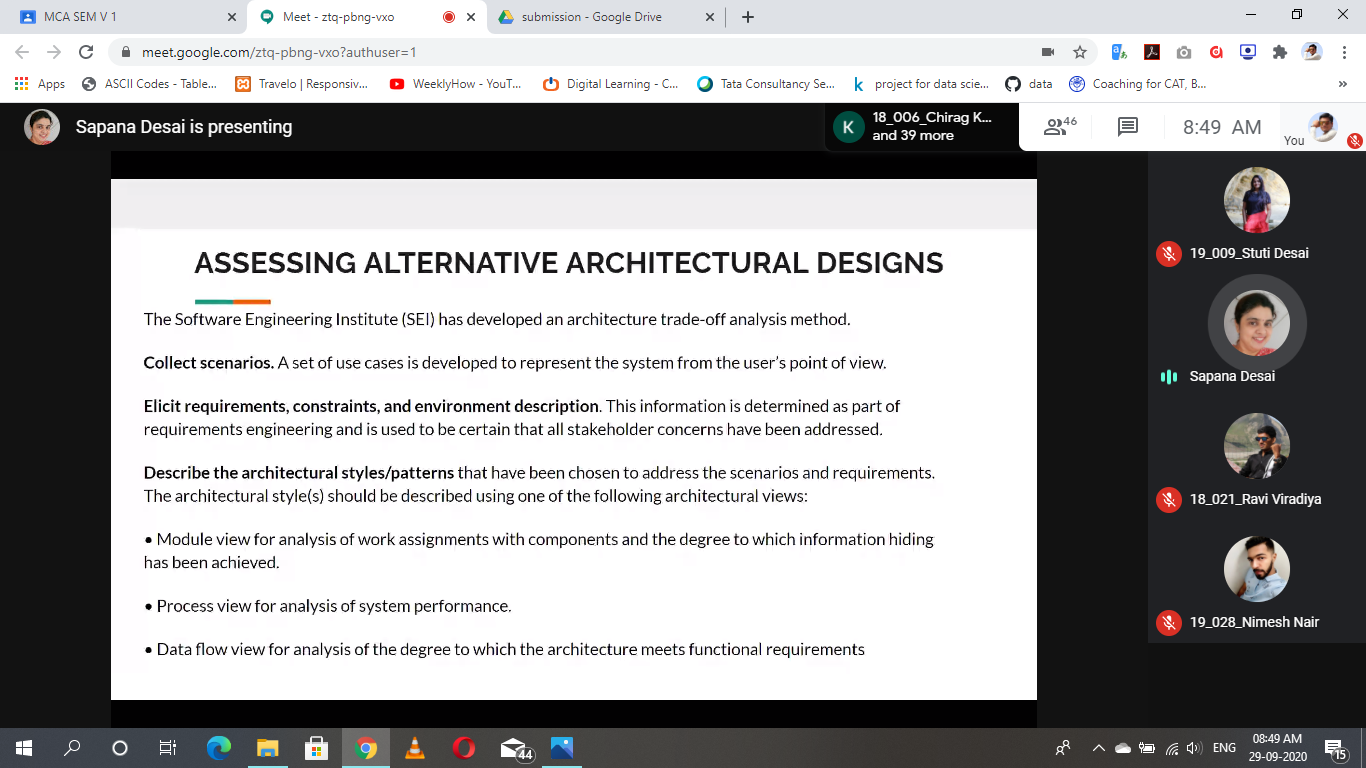 MCA SEM V 1
Meet - ztq-pbng-vxo
submission - Google Drive
meet.google.com/ztq-pbng-vxo?authuser=1
Apps
ASCII Codes - Table...
Travelo | Responsiv...
WeeklyHow - YouT...
Digital Learning - C...
Tata Consultancy Se...
project for data scie...
data
Coaching for CAT, B...
»
Sapana Desai is presenting
K
18_006_Chirag K...
and 39 more
46
8:49 AM
You
ASSESSING ALTERNATIVE ARCHITECTURAL DESIGNS
The Software Engineering Institute (SEI) has developed an architecture trade-off analysis method.
Collect scenarios. A set of use cases is developed to represent the system from the user's point of view.
Elicit requirements, constraints, and environment description. This information is determined as part of
requirements engineering and is used to be certain that all stakeholder concerns have been addressed.
Describe the architectural styles/patterns that have been chosen to address the scenarios and requirements.
The architectural style(s) should be described using one of the following architectural views:
• Module view for analysis of work assignments with components and the degree to which information hiding
has been achieved.
• Process view for analysis of system performance.
• Data flow view for analysis of the degree to which the architecture meets functional requirements
19_009_Stuti Desai
Sapana Desai
18_021_Ravi Viradiya
19_028_Nimesh Nair
44
ENG
08:49 AM
29-09-2020
15